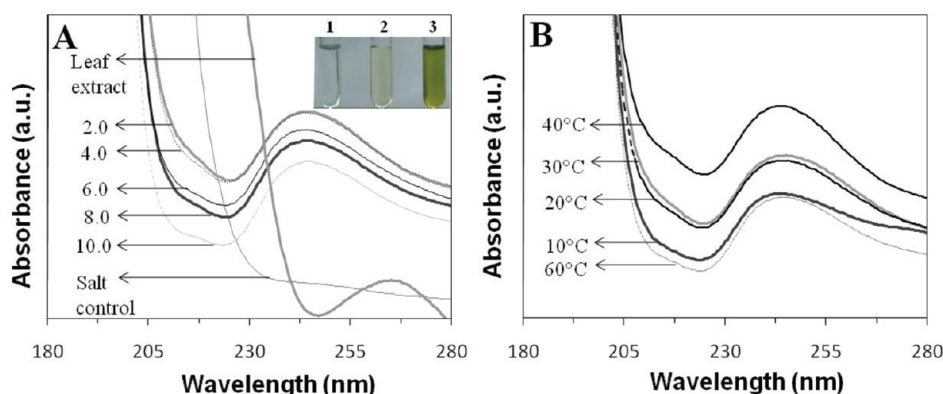 A
1 2 3
Leaf
extract
2.0
4.0
6.0
8.0
10.0
Salt
control
Absorbance (a.u.)
180 205 230 255 280
Wavelength (nm)
B
40°C
30°C
20°C
10°C
60°C
Absorbance (a.u.)
180 205 230 255 280
Wavelength (nm)